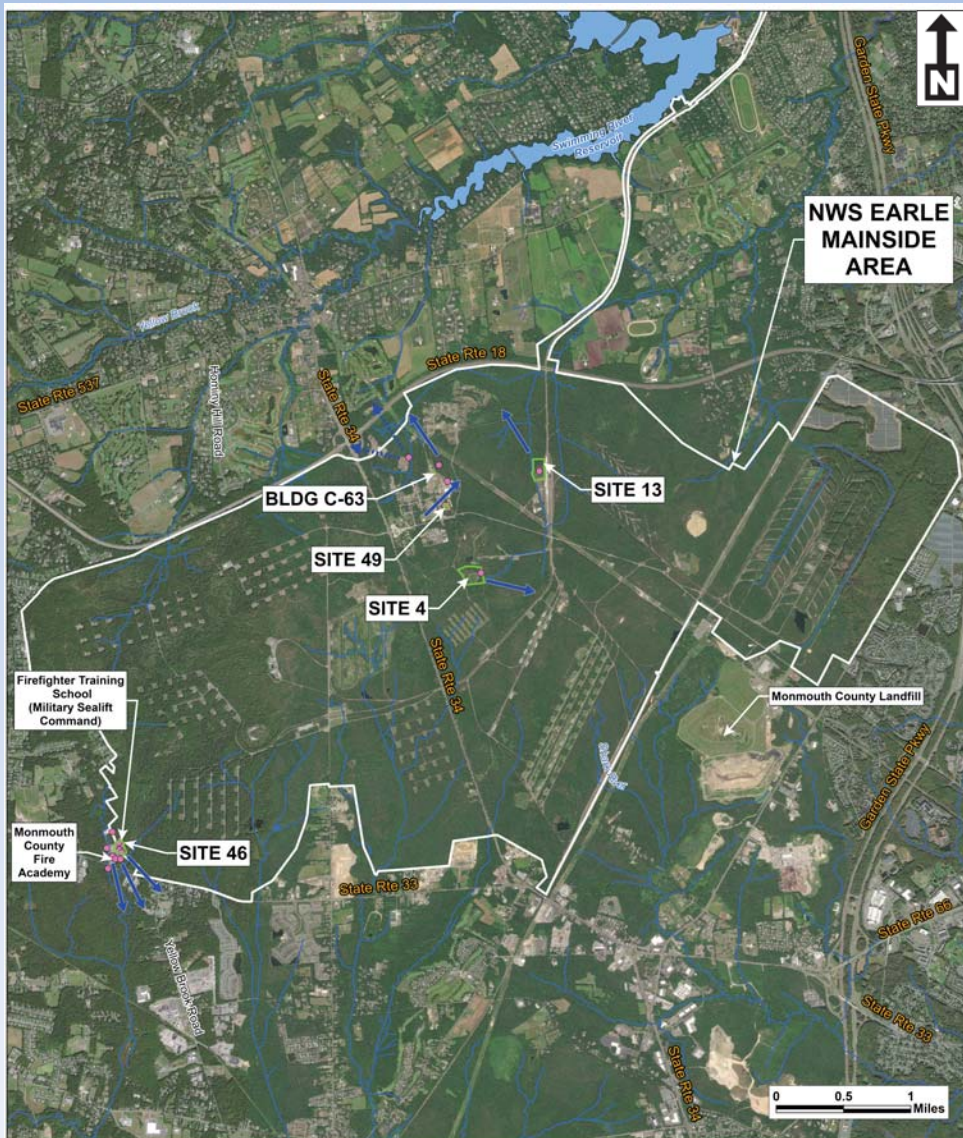 N
Garden State Pkwy
Swimming River
Reservoir
NWS EARLE
MAINSIDE
AREA
Yellow Brook
State Rte 18
State Rte 537
Hominy Hill Road
State Rte 34
BLDG C-63
SITE 13
SITE 49
SITE 4
State Rte 34
Firefighter Training
School
(Military Sealift
Command)
Monmouth County Landfill
Garden State Pkwy
Monmouth
County
Fire
Academy
SITE 46
State Rte 33
State Rte 66
Yellow Brook Road
State Rte 33
State Rte 34
0 0.5 1
Miles